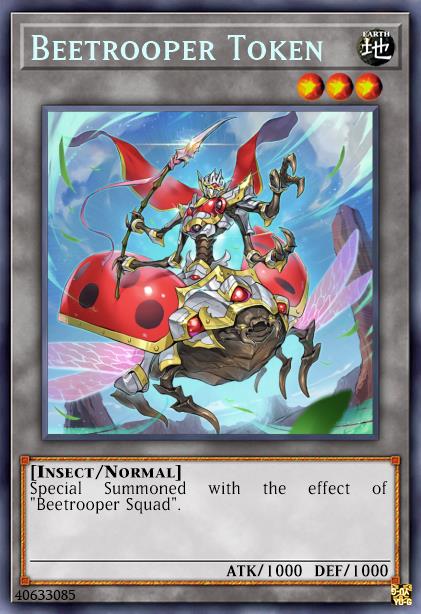 Beetrooper Token
EARTH
地
[Insect/Normal]
Special Summoned with the effect of
"Beetrooper Squad".
ATK/1000 DEF/1000
40633085